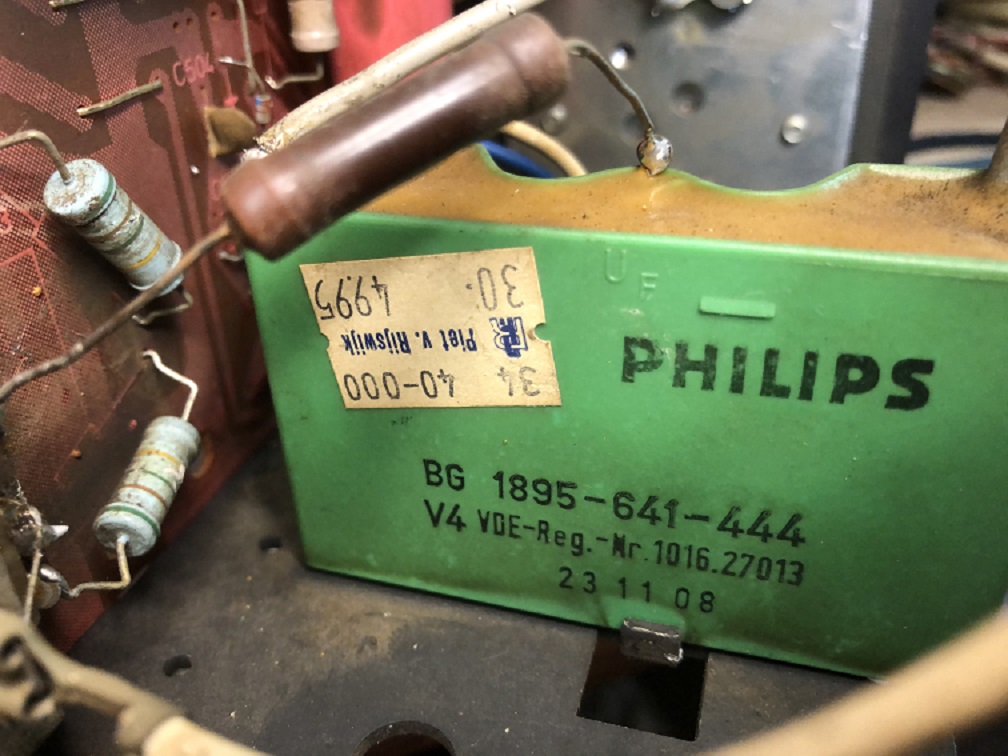 C504
U F
PHILIPS
34 40-000
Piet v. Rijswijk
30. 4995
BG 1895-641-444
V4 VDE-Reg.-Nr.1016.27013
23 11 08